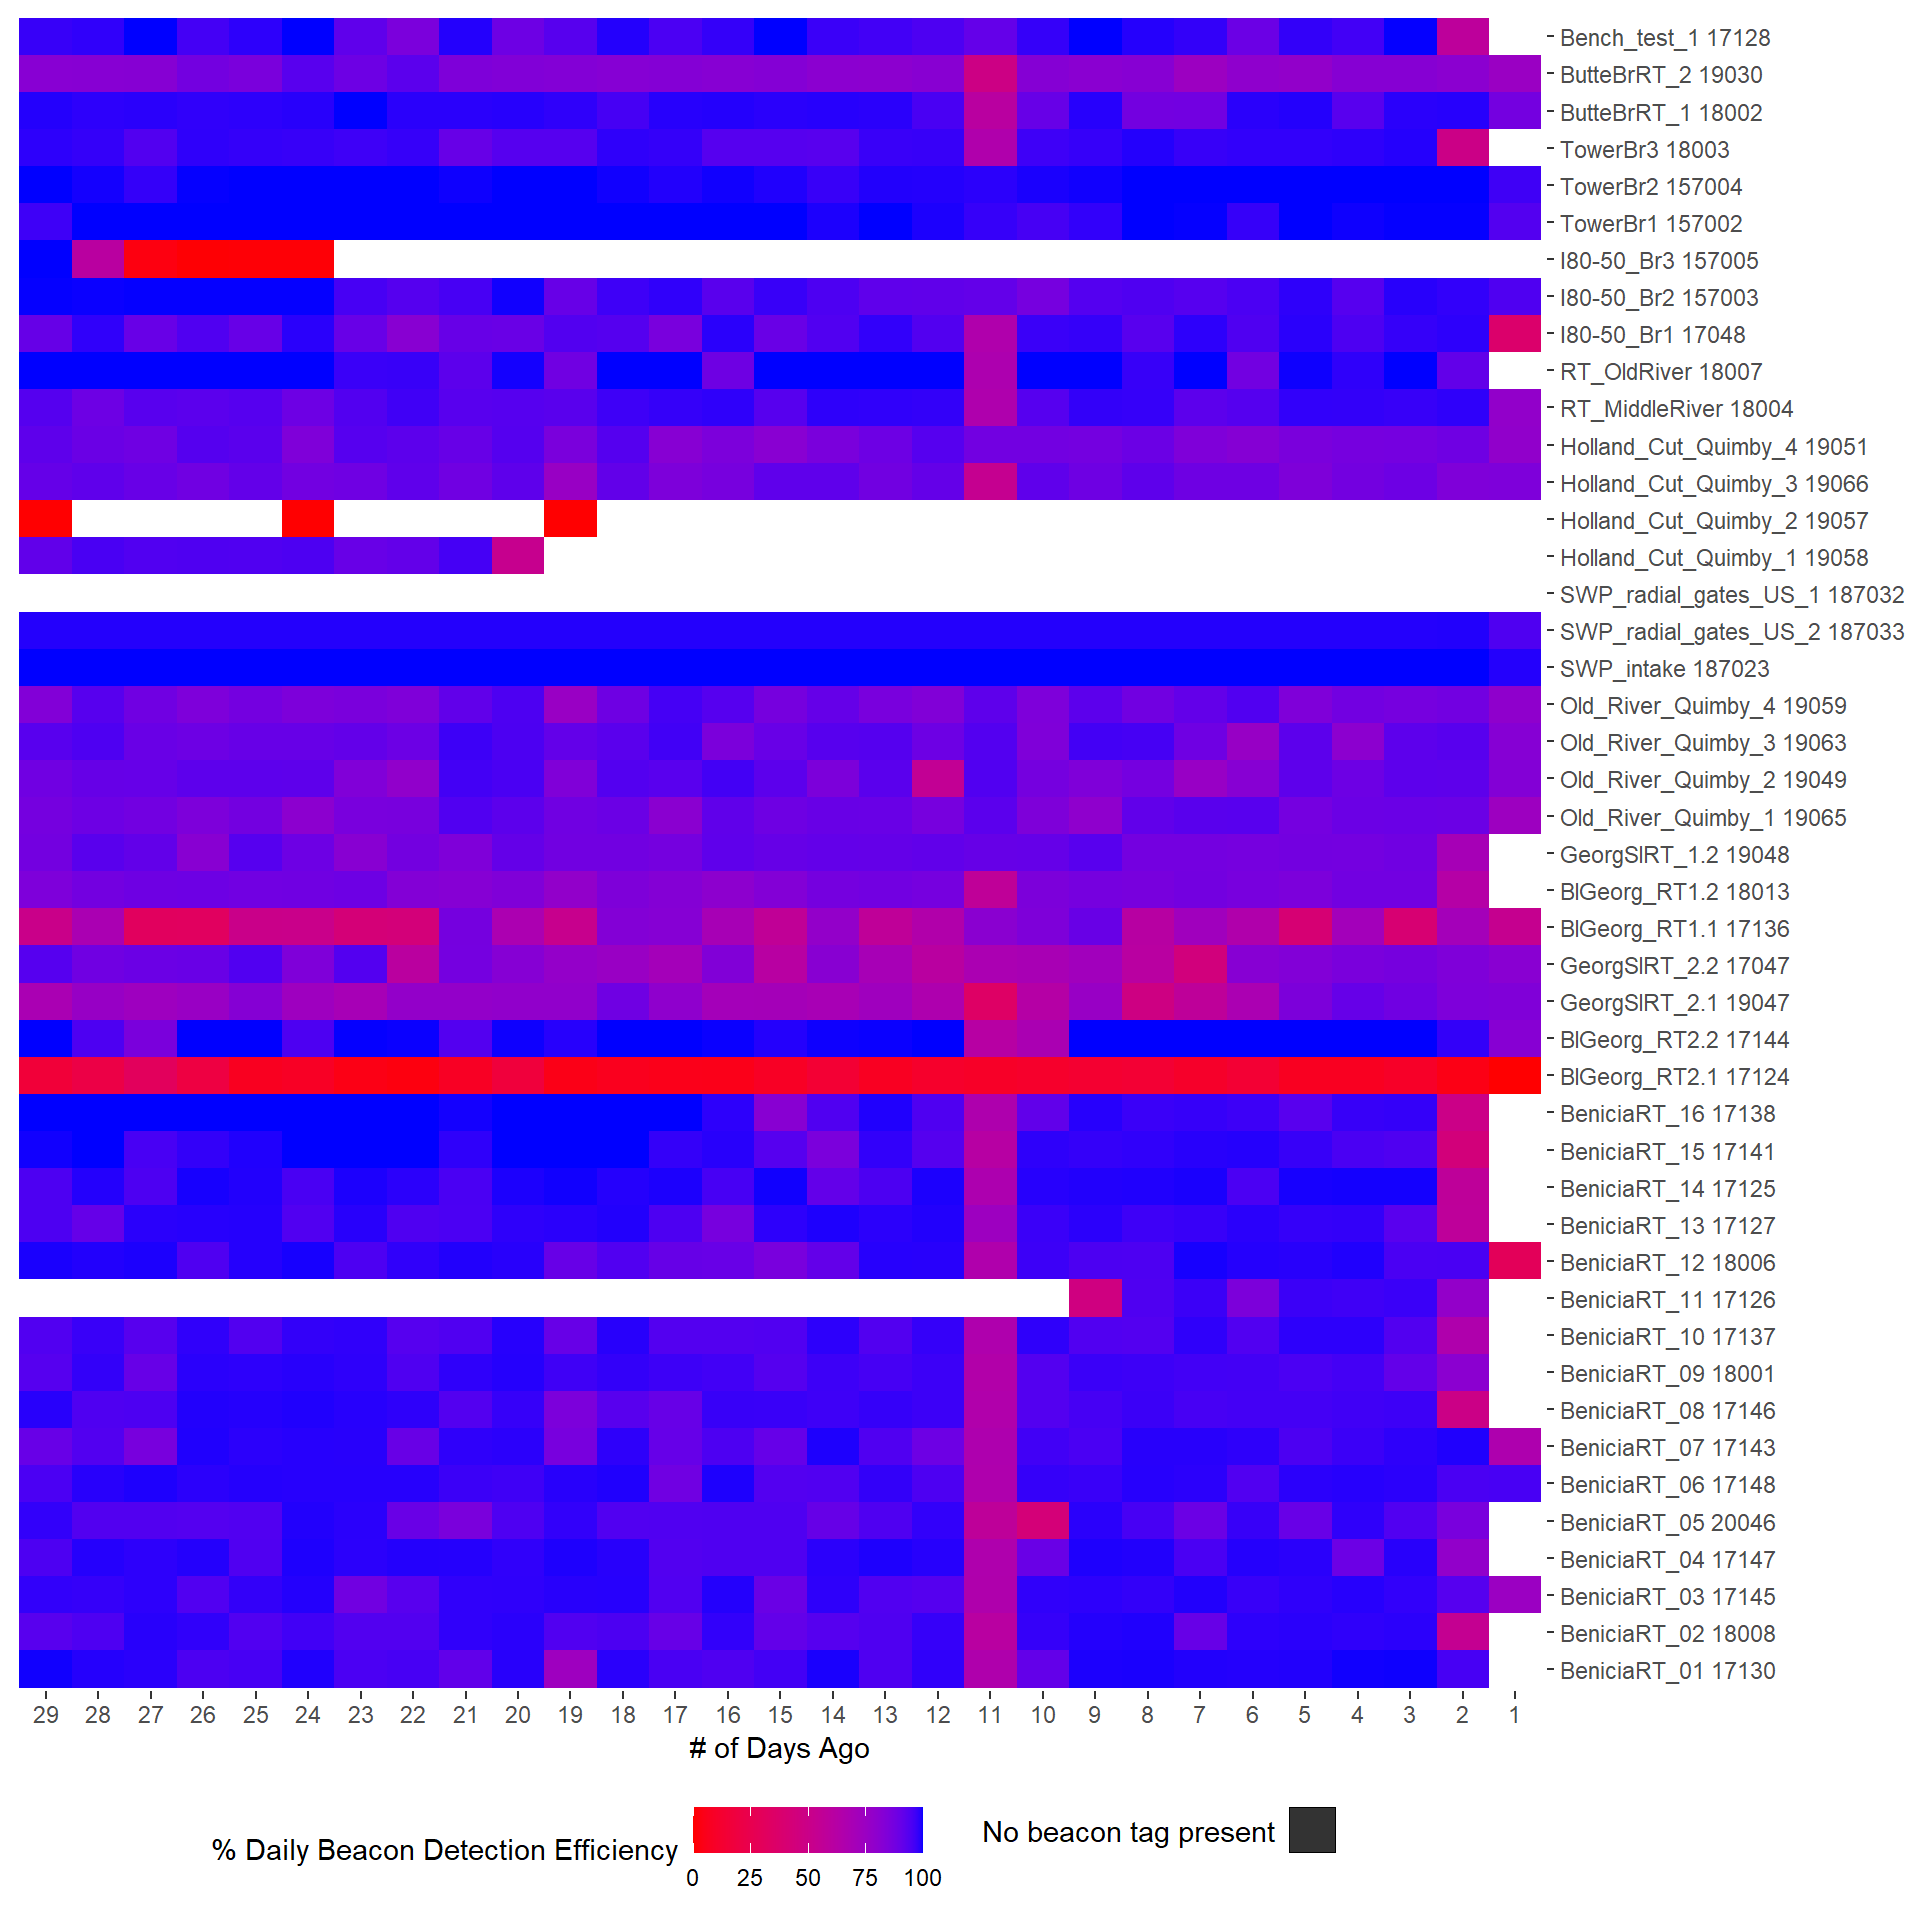 Bench_test_1 17128
ButteBrRT_2 19030
ButteBrRT_1 18002
TowerBr3 18003
TowerBr2 157004
TowerBr1 157002
I80-50_Br3 157005
I80-50_Br2 157003
I80-50_Br1 17048
RT_OldRiver 18007
RT_MiddleRiver 18004
Holland_Cut_Quimby_4 19051
Holland_Cut_Quimby_3 19066
Holland_Cut_Quimby_2 19057
Holland_Cut_Quimby_1 19058
SWP_radial_gates_US_1 187032
SWP_radial_gates_US_2 187033
SWP_intake 187023
Old_River_Quimby_4 19059
Old_River_Quimby_3 19063
Old_River_Quimby_2 19049
Old_River_Quimby_1 19065
GeorgSlRT_1.2 19048
BlGeorg_RT1.2 18013
BlGeorg_RT1.1 17136
GeorgSlRT_2.2 17047
GeorgSlRT_2.1 19047
BlGeorg_RT2.2 17144
BlGeorg_RT2.1 17124
BeniciaRT_16 17138
BeniciaRT_15 17141
BeniciaRT_14 17125
BeniciaRT_13 17127
BeniciaRT_12 18006
BeniciaRT_11 17126
BeniciaRT_10 17137
BeniciaRT_09 18001
BeniciaRT_08 17146
BeniciaRT_07 17143
BeniciaRT_06 17148
BeniciaRT_05 20046
BeniciaRT_04 17147
BeniciaRT_03 17145
BeniciaRT_02 18008
BeniciaRT_01 17130
29 28 27 26 25 24 23 22 21 20 19 18 17 16 15 14 13 12 11 10 9 8 7 6 5 4 3 2 1
# of Days Ago
% Daily Beacon Detection Efficiency
0 25 50 75 100
No beacon tag present